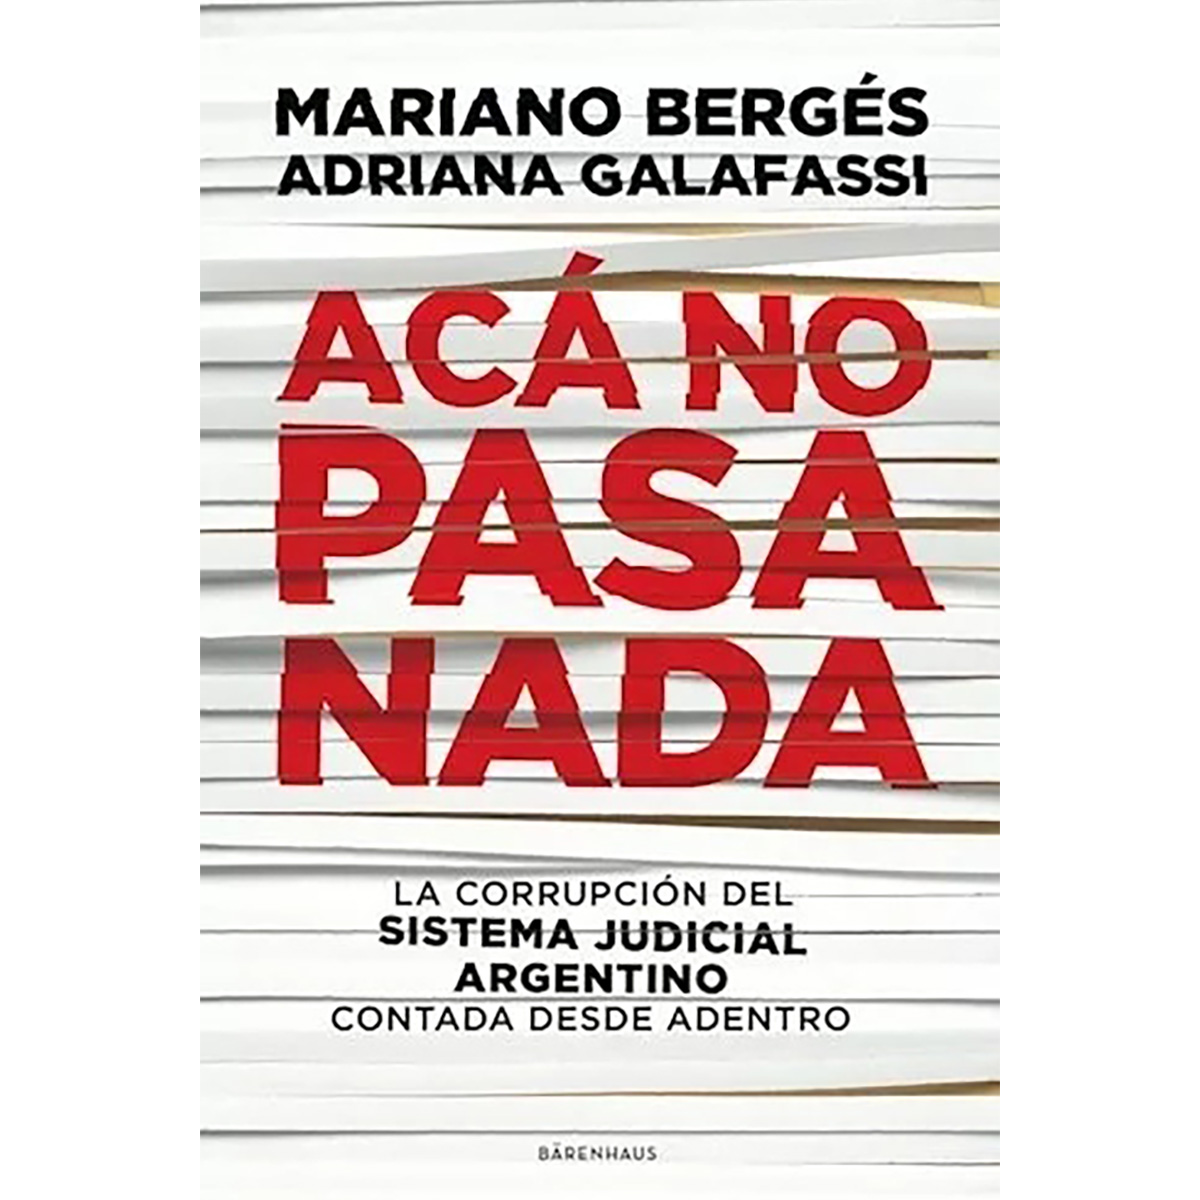 MARIANO BERGÉS
ADRIANA GALAFASSI
ACÁ NO
PASA
NADA
LA CORRUPCIÓN DEL
SISTEMA JUDICIAL
ARGENTINO
CONTADA DESDE ADENTRO
BÄRENHAUS